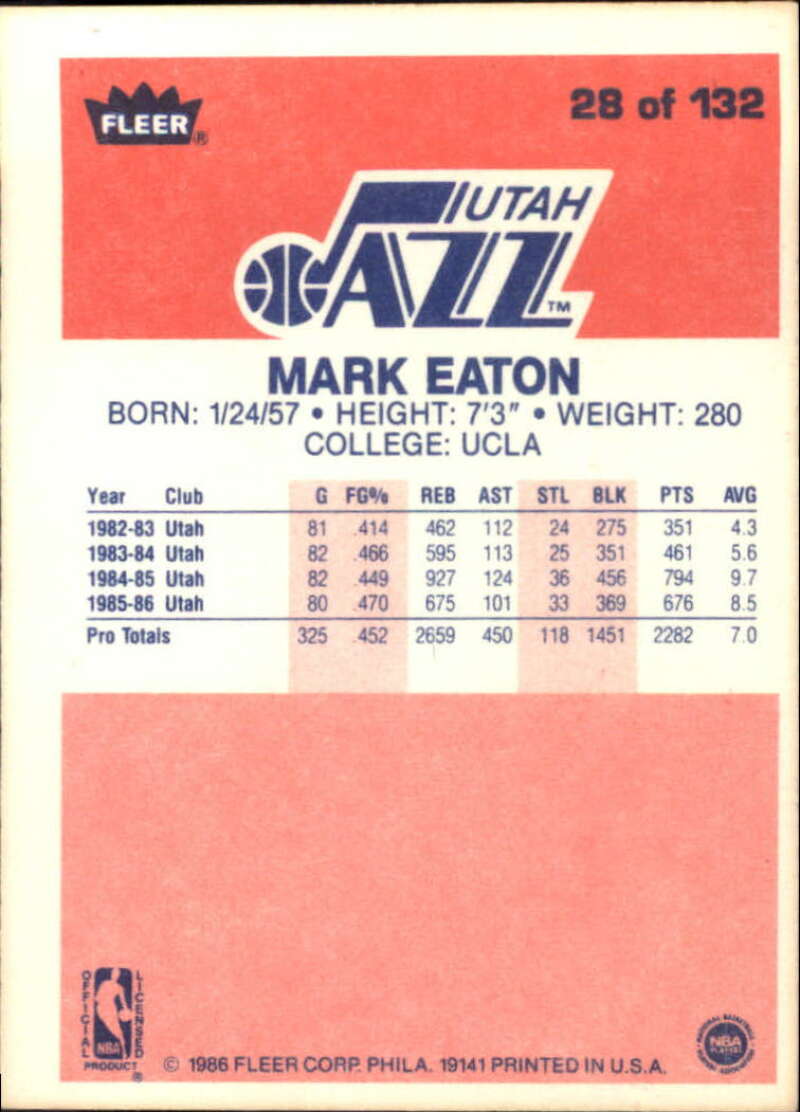 FLEER®
28 of 132
UTAH
JAZZ™
MARK EATON
BORN: 1/24/57 • HEIGHT: 7'3" • WEIGHT: 280
COLLEGE: UCLA
Year Club G FG% REB AST STL BLK PTS AVG
1982-83 Utah 81 .414 462 112 24 275 351 4.3
1983-84 Utah 82 .466 595 113 25 351 461 5.6
1984-85 Utah 82 .449 927 124 36 456 794 9.7
1985-86 Utah 80 .470 675 101 33 369 676 8.5
Pro Totals 325 .452 2659 450 118 1451 2282 7.0
OFFICIAL
NBA
LICENSED
PRODUCT ®
© 1986 FLEER CORP. PHILA. 19141 PRINTED IN U.S.A.
NATIONAL BASKETBALL
NBA
PLAYERS
ASSOCIATION